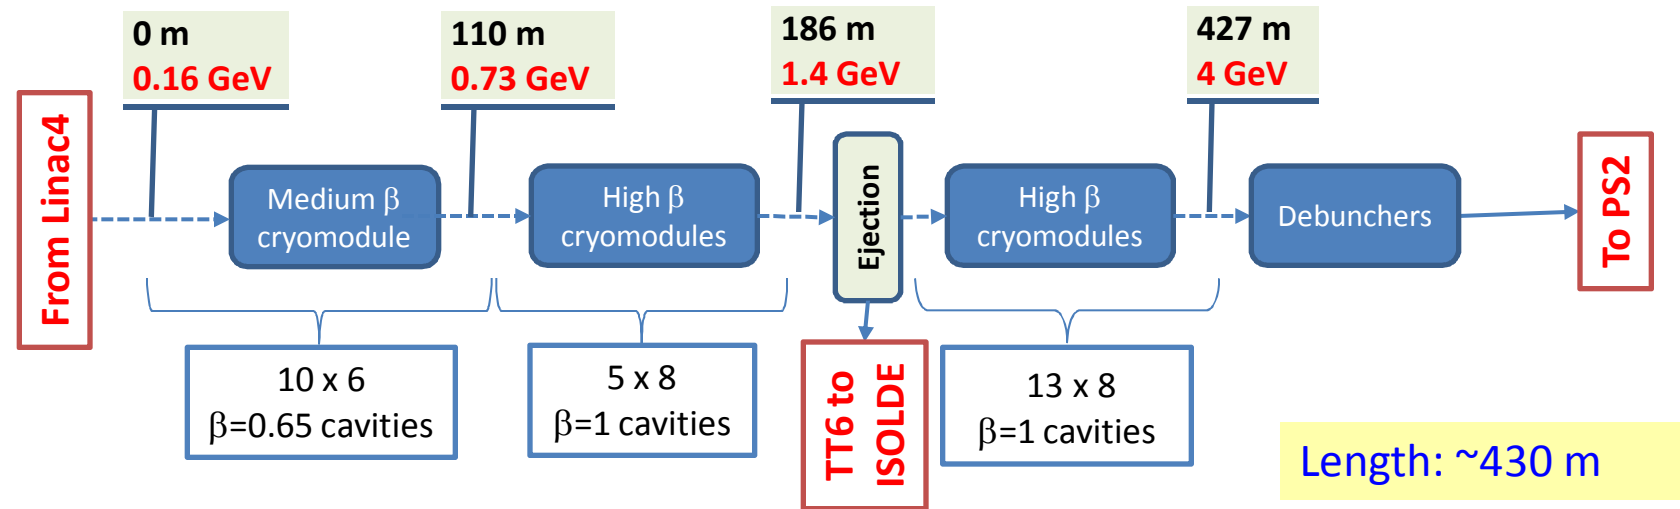 0 m
0.16 GeV
110 m
0.73 GeV
186 m
1.4 GeV
427 m
4 GeV
From Linac4
Medium β
cryomodule
High β
cryomodules
Ejection
High β
cryomodules
Debunchers
To PS2
10 x 6
β=0.65 cavities
5 x 8
β=1 cavities
TT6 to
ISOLDE
13 x 8
β=1 cavities
Length: ~430 m